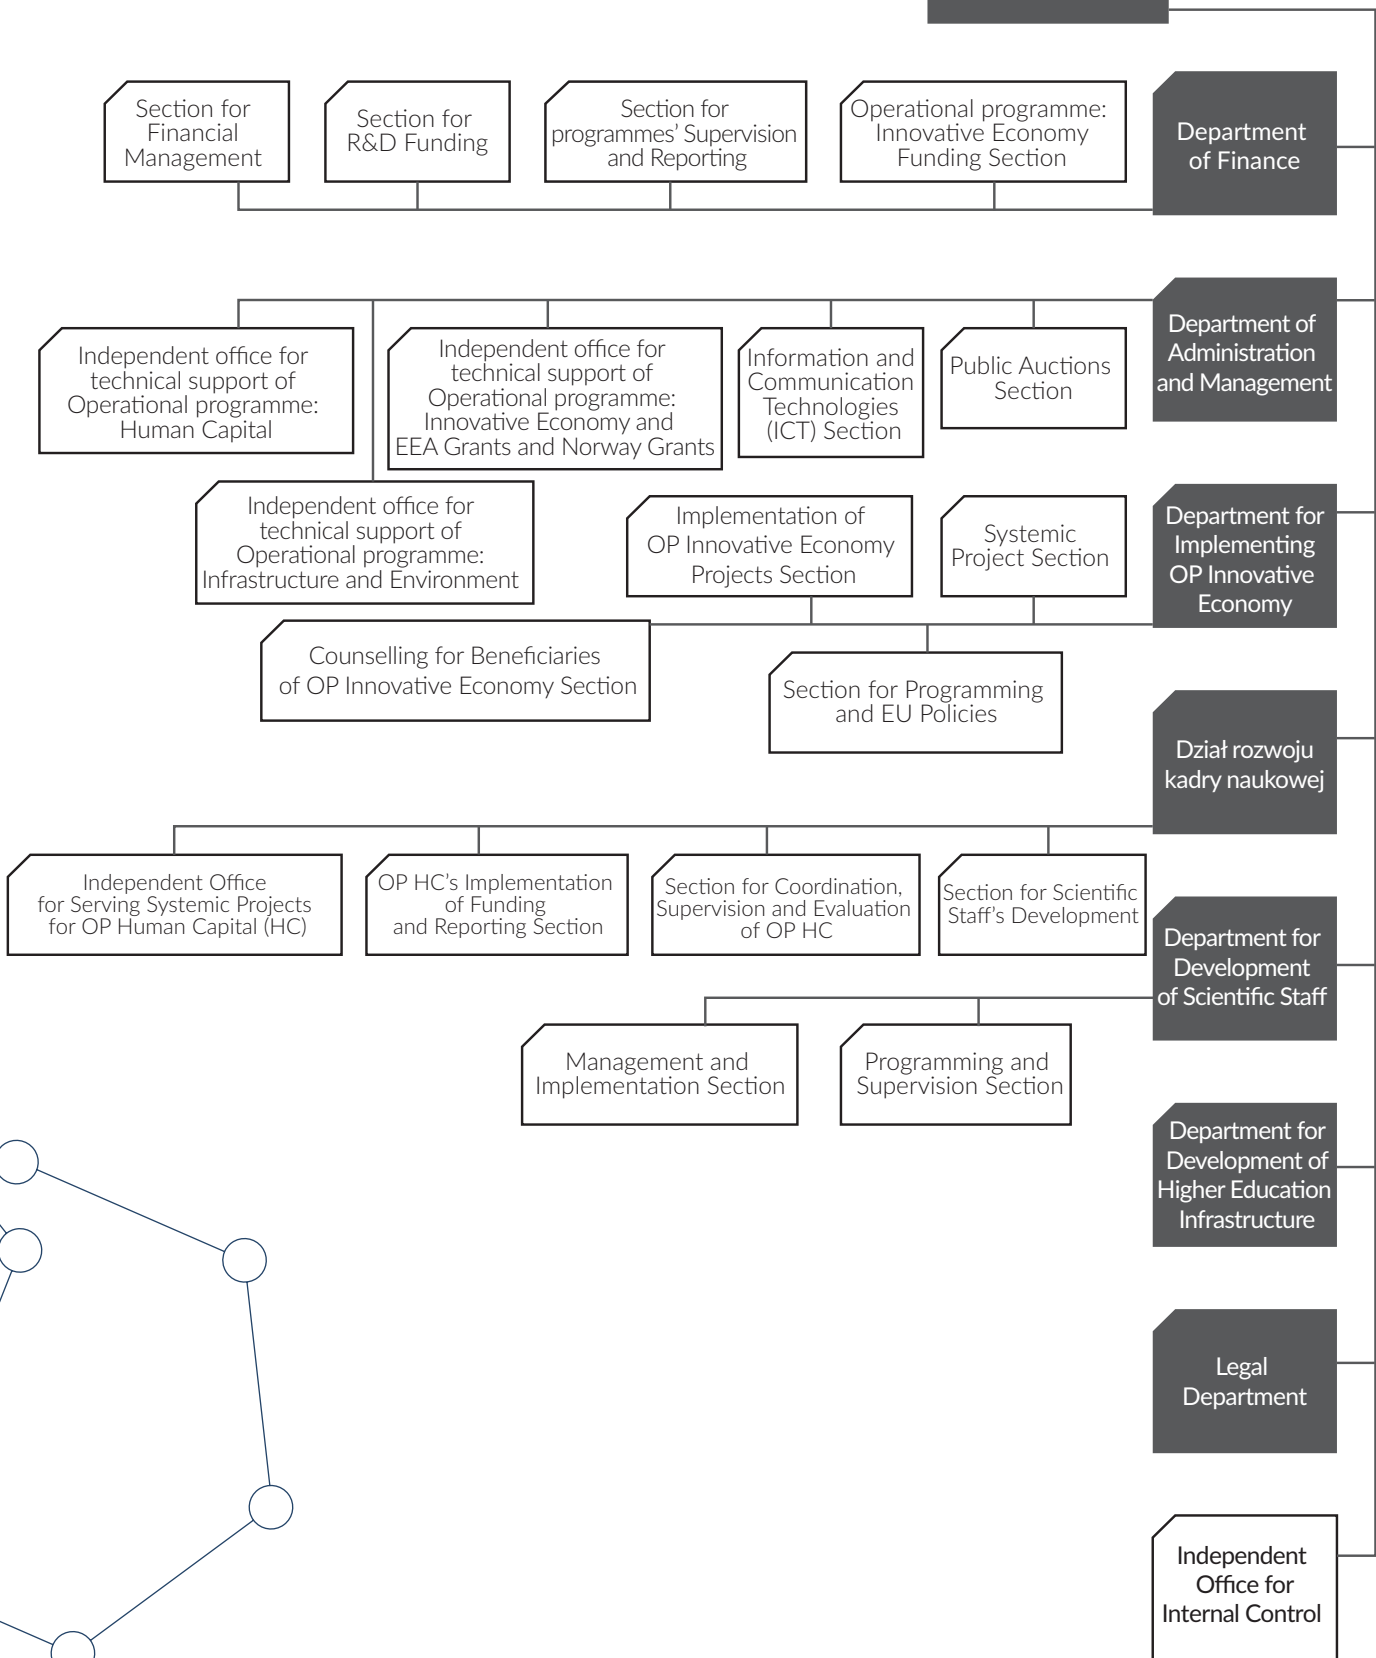 Section for
Financial
Management
Section for
R&D Funding
Section for
programmes' Supervision
and Reporting
Operational programme:
Innovative Economy
Funding Section
Department
of Finance
Independent office for
technical support of
Operational programme:
Human Capital
Independent office for
technical support of
Operational programme:
Innovative Economy and
EEA Grants and Norway Grants
Information and
Communication
Technologies
(ICT) Section
Public Auctions
Section
Department of
Administration
and Management
Independent office for
technical support of
Operational programme:
Infrastructure and Environment
Implementation of
OP Innovative Economy
Projects Section
Systemic
Project Section
Department for
Implementing
OP Innovative
Economy
Counselling for Beneficiaries
of OP Innovative Economy Section
Section for Programming
and EU Policies
Dział rozwoju
kadry naukowej
Independent Office
for Serving Systemic Projects
for OP Human Capital (HC)
OP HC's Implementation
of Funding
and Reporting Section
Section for Coordination,
Supervision and Evaluation
of OP HC
Section for Scientific
Staff's Development
Department for
Development
of Scientific Staff
Management and
Implementation Section
Programming and
Supervision Section
Department for
Development of
Higher Education
Infrastructure
Legal
Department
Independent
Office for
Internal Control